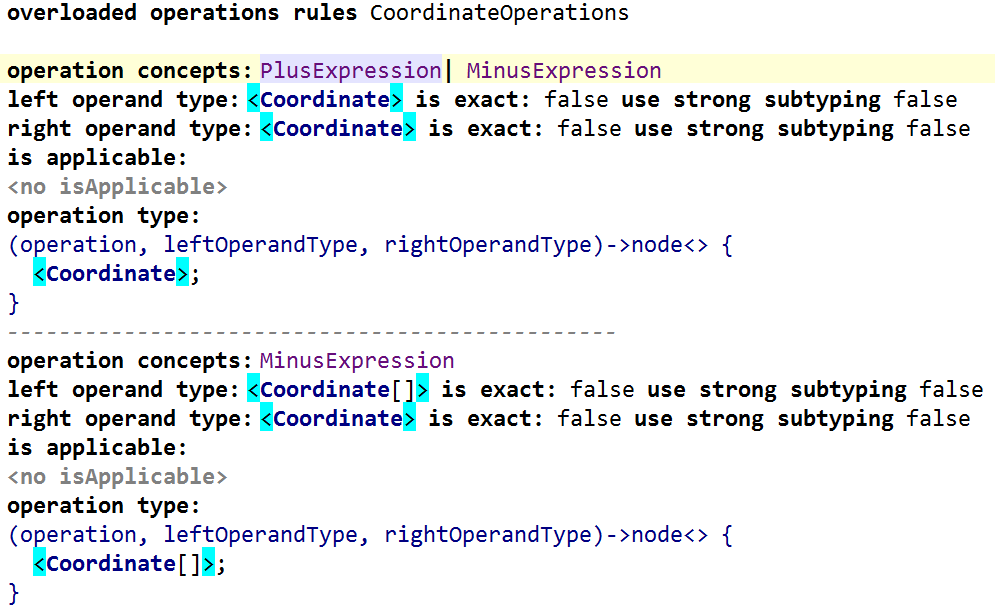 overloaded operations rules CoordinateOperations
operation concepts: PlusExpression | MinusExpression
left operand type: <Coordinate> is exact: false use strong subtyping false
right operand type: <Coordinate> is exact: false use strong subtyping false
is applicable:
<no isApplicable>
operation type:
(operation, leftOperandType, rightOperandType)->node<> {
  <Coordinate>;
}
-----------------------------------------------
operation concepts: MinusExpression
left operand type: <Coordinate[]> is exact: false use strong subtyping false
right operand type: <Coordinate> is exact: false use strong subtyping false
is applicable:
<no isApplicable>
operation type:
(operation, leftOperandType, rightOperandType)->node<> {
  <Coordinate[]>;
}